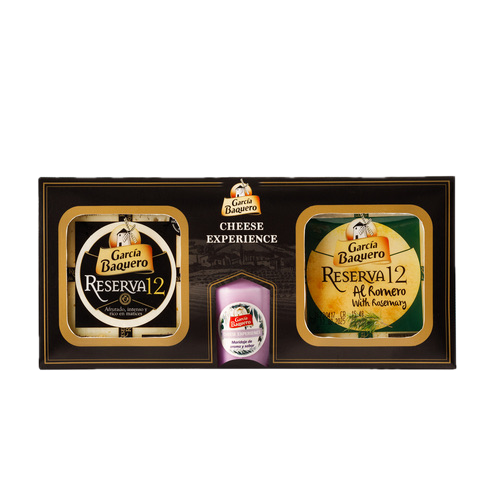 García
Baquero
CHEESE
EXPERIENCE
García
Baquero
RESERVA 12
Afrutado, intenso y
rico en matices
García
Baquero
RESERVA 12
Al Romero
With Rosemary
García
Baquero